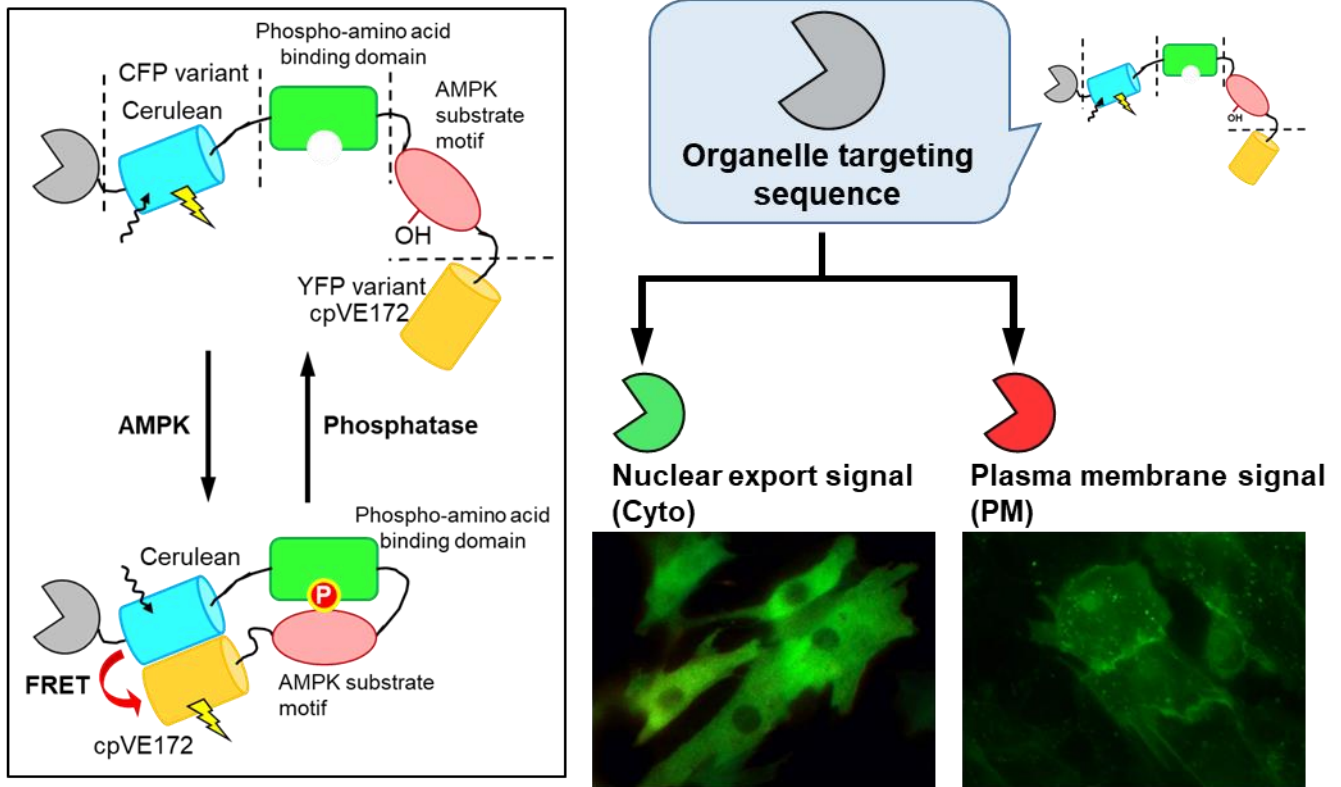 Phospho-amino acid
binding domain
CFP variant
Cerulean
AMPK
substrate
motif
OH
YFP variant
cpVE172
AMPK
Phosphatase
Phospho-amino acid
binding domain
Cerulean
P
FRET
AMPK substrate
motif
cpVE172
Organelle targeting
sequence
OH
Nuclear export signal
(Cyto)
Plasma membrane signal
(PM)